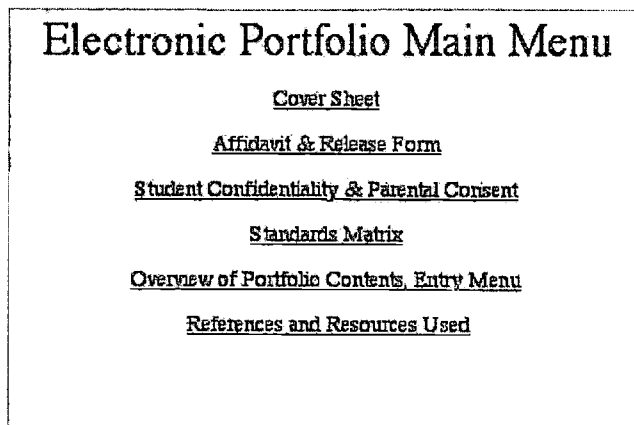 Electronic Portfolio Main Menu
Cover Sheet
Affidavit & Release Form
Student Confidentiality & Parental Consent
Standards Matrix
Overview of Portfolio Contents, Entry Menu
References and Resources Used